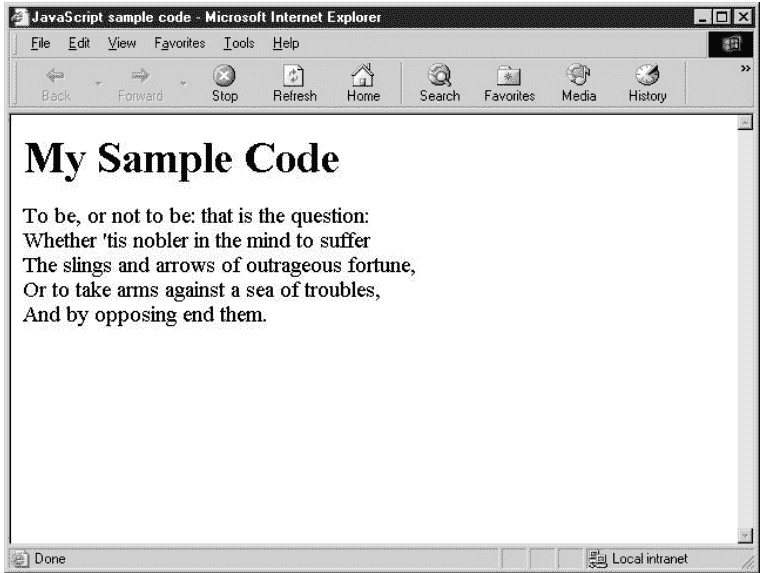 JavaScript sample code - Microsoft Internet Explorer
File Edit View Favorites Tools Help
Back Forward Stop Refresh Home Search Favorites Media History »
My Sample Code
To be, or not to be: that is the question:
Whether 'tis nobler in the mind to suffer
The slings and arrows of outrageous fortune,
Or to take arms against a sea of troubles,
And by opposing end them.
Done Local intranet